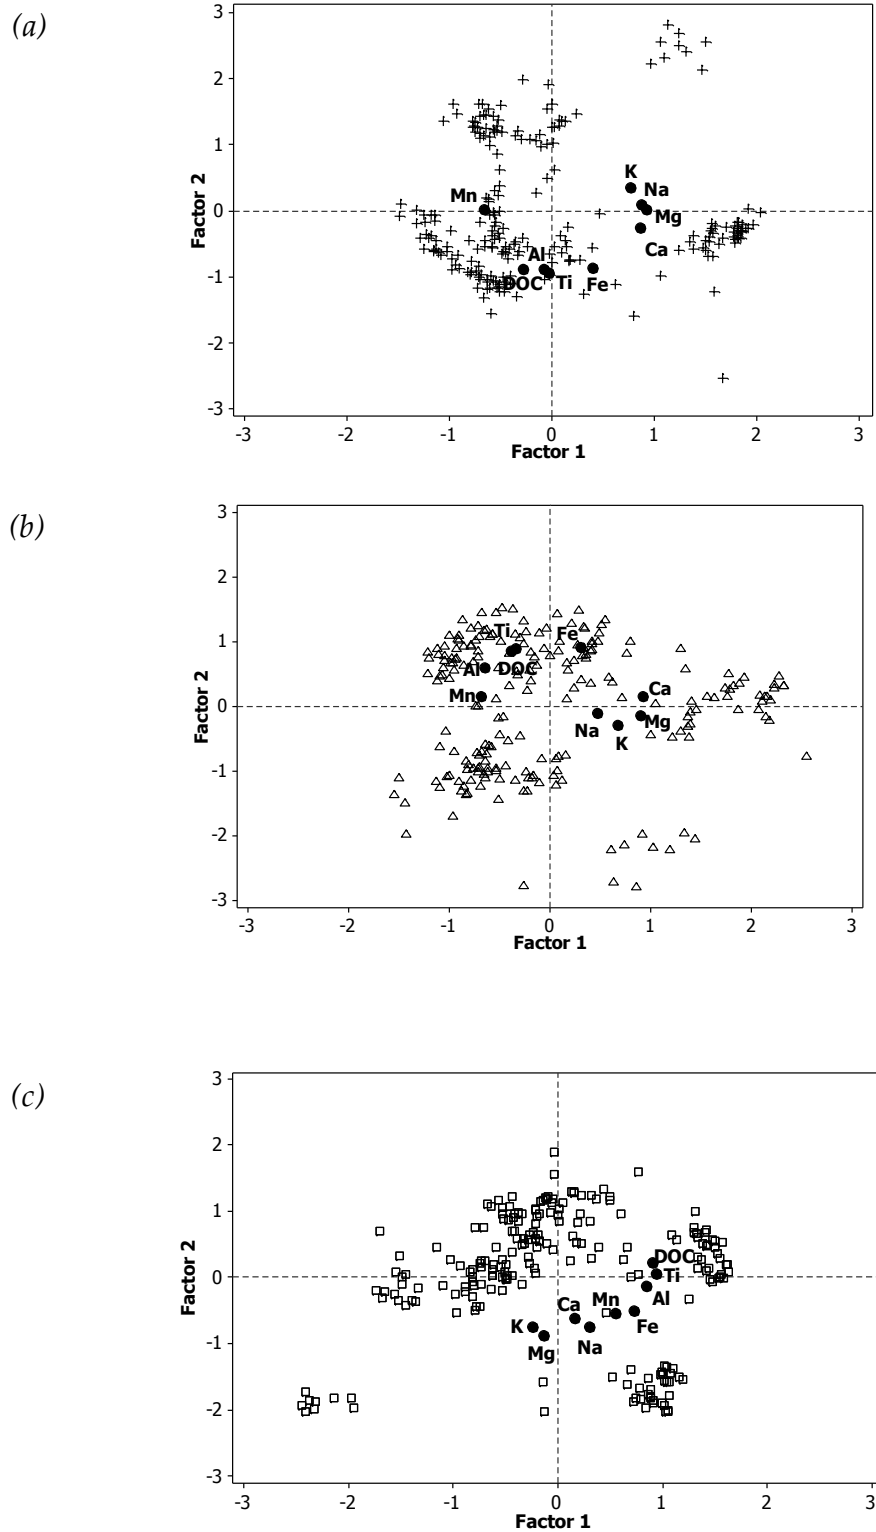 (a)
3
2
1
0
-1
-2
-3
Factor 2
K
Na
Mn
Mg
Ca
Al
DOC
Ti
Fe
-3 -2 -1 0 1 2 3
Factor 1
(b)
3
2
1
0
-1
-2
-3
Factor 2
Ti
Fe
Al
DOC
Mn
Ca
Na
Mg
K
-3 -2 -1 0 1 2 3
Factor 1
(c)
3
2
1
0
-1
-2
-3
Factor 2
DOC
Ti
Al
Ca
Mn
K
Mg
Na
Fe
-3 -2 -1 0 1 2 3
Factor 1